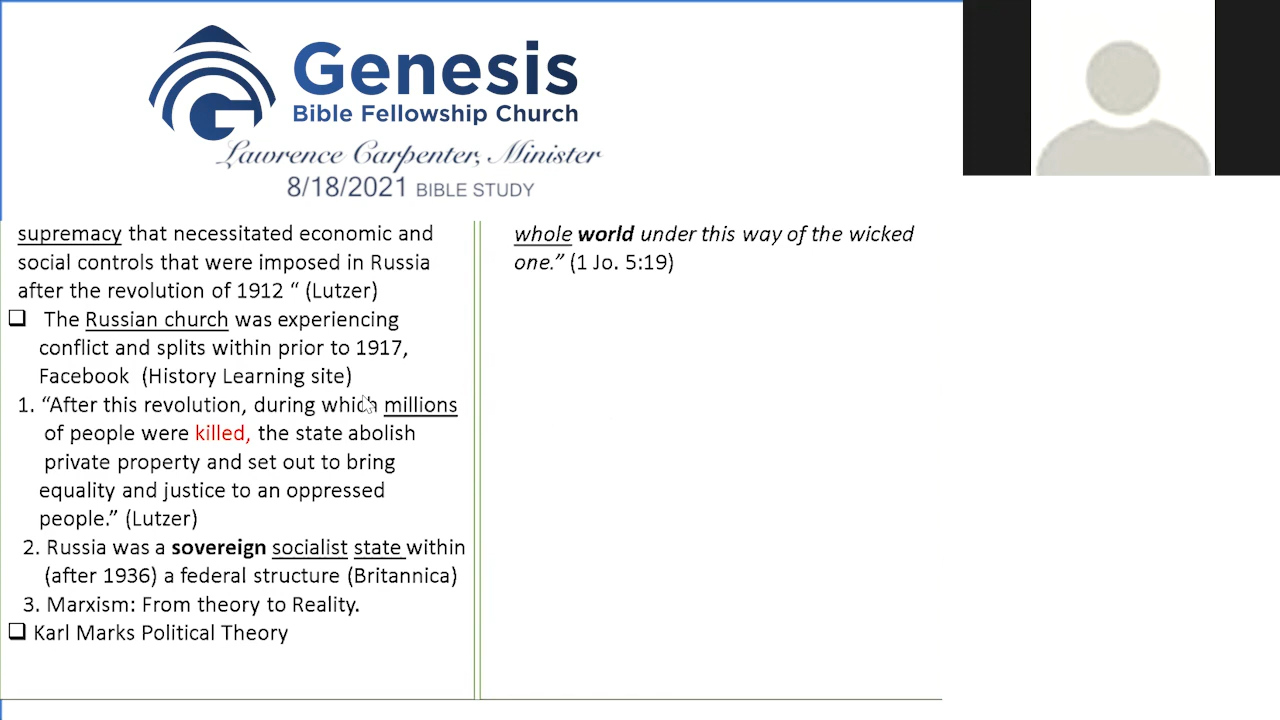 Genesis
Bible Fellowship Church
Lawrence Carpenter, Minister
8/18/2021 BIBLE STUDY
supremacy that necessitated economic and
social controls that were imposed in Russia
after the revolution of 1912 “ (Lutzer)
❑ The Russian church was experiencing
conflict and splits within prior to 1917,
Facebook (History Learning site)
1. “After this revolution, during which millions
of people were killed, the state abolish
private property and set out to bring
equality and justice to an oppressed
people.” (Lutzer)
2. Russia was a sovereign socialist state within
(after 1936) a federal structure (Britannica)
3. Marxism: From theory to Reality.
❑ Karl Marks Political Theory
whole world under this way of the wicked
one.” (1 Jo. 5:19)